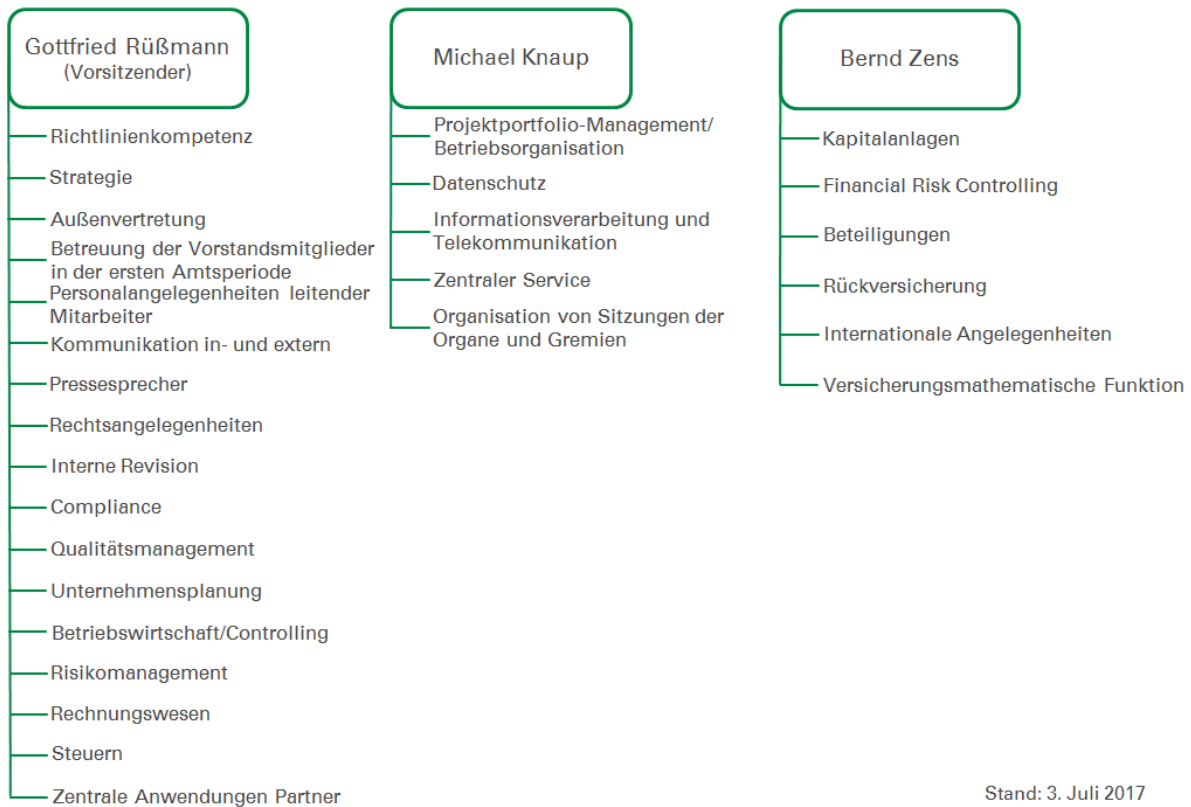 Gottfried Rüßmann
(Vorsitzender)
Richtlinienkompetenz
Strategie
Außenvertretung
Betreuung der Vorstandsmitglieder
in der ersten Amtsperiode
Personalangelegenheiten leitender
Mitarbeiter
Kommunikation in- und extern
Pressesprecher
Rechtsangelegenheiten
Interne Revision
Compliance
Qualitätsmanagement
Unternehmensplanung
Betriebswirtschaft/Controlling
Risikomanagement
Rechnungswesen
Steuern
Zentrale Anwendungen Partner
Michael Knaup
Projektportfolio-Management/
Betriebsorganisation
Datenschutz
Informationsverarbeitung und
Telekommunikation
Zentraler Service
Organisation von Sitzungen der
Organe und Gremien
Bernd Zens
Kapitalanlagen
Financial Risk Controlling
Beteiligungen
Rückversicherung
Internationale Angelegenheiten
Versicherungsmathematische Funktion
Stand: 3. Juli 2017